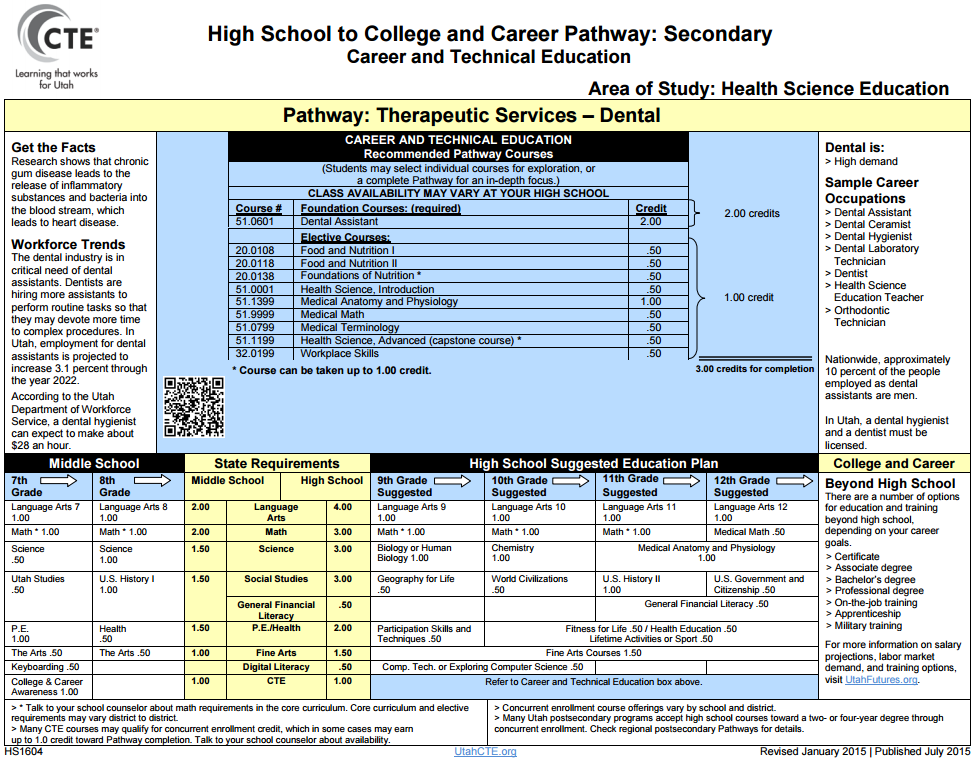 CTE®
Learning that works
for Utah
High School to College and Career Pathway: Secondary
Career and Technical Education
Area of Study: Health Science Education
Pathway: Therapeutic Services – Dental
Get the Facts
Research shows that chronic
gum disease leads to the
release of inflammatory
substances and bacteria into
the blood stream, which
leads to heart disease.
Workforce Trends
The dental industry is in
critical need of dental
assistants. Dentists are
hiring more assistants to
perform routine tasks so that
they may devote more time
to complex procedures. In
Utah, employment for dental
assistants is projected to
increase 3.1 percent through
the year 2022.
According to the Utah
Department of Workforce
Service, a dental hygienist
can expect to make about
$28 an hour.
CAREER AND TECHNICAL EDUCATION
Recommended Pathway Courses
(Students may select individual courses for exploration, or
a complete Pathway for an in-depth focus.)
CLASS AVAILABILITY MAY VARY AT YOUR HIGH SCHOOL
Course # Foundation Courses: (required) Credit
51.0601 Dental Assistant 2.00
2.00 credits
Elective Courses:
20.0108 Food and Nutrition I .50
20.0118 Food and Nutrition II .50
20.0138 Foundations of Nutrition * .50
51.0001 Health Science, Introduction .50
51.1399 Medical Anatomy and Physiology 1.00
51.9999 Medical Math .50
51.0799 Medical Terminology .50
51.1199 Health Science, Advanced (capstone course) * .50
32.0199 Workplace Skills .50
1.00 credit
* Course can be taken up to 1.00 credit.
3.00 credits for completion
Dental is:
> High demand
Sample Career
Occupations
> Dental Assistant
> Dental Ceramist
> Dental Hygienist
> Dental Laboratory
Technician
> Dentist
> Health Science
Education Teacher
> Orthodontic
Technician
Nationwide, approximately
10 percent of the people
employed as dental
assistants are men.
In Utah, a dental hygienist
and a dentist must be
licensed.
Middle School State Requirements High School Suggested Education Plan College and Career
7th
Grade
8th
Grade
Middle School High School
9th Grade
Suggested
10th Grade
Suggested
11th Grade
Suggested
12th Grade
Suggested
Language Arts 7
1.00
Language Arts 8
1.00
2.00
Language
Arts
4.00
Language Arts 9
1.00
Language Arts 10
1.00
Language Arts 11
1.00
Language Arts 12
1.00
Math * 1.00 Math * 1.00 2.00 Math 3.00 Math * 1.00 Math * 1.00 Math * 1.00 Medical Math .50
Science
.50
Science
1.00
1.50 Science 3.00
Biology or Human
Biology 1.00
Chemistry
1.00
Medical Anatomy and Physiology
1.00
Utah Studies
.50
U.S. History I
1.00
1.50 Social Studies 3.00
Geography for Life
.50
World Civilizations
.50
U.S. History II
1.00
U.S. Government and
Citizenship .50
General Financial
Literacy
.50
General Financial Literacy .50
P.E.
1.00
Health
.50
1.50 P.E./Health 2.00
Participation Skills and
Techniques .50
Fitness for Life .50 / Health Education .50
Lifetime Activities or Sport .50
The Arts .50 The Arts .50 1.00 Fine Arts 1.50 Fine Arts Courses 1.50
Keyboarding .50 Digital Literacy .50 Comp. Tech. or Exploring Computer Science .50
College & Career
Awareness 1.00
1.00 CTE 1.00 Refer to Career and Technical Education box above.
Beyond High School
There are a number of options
for education and training
beyond high school,
depending on your career
goals.
> Certificate
> Associate degree
> Bachelor's degree
> Professional degree
> On-the-job training
> Apprenticeship
> Military training
For more information on salary
projections, labor market
demand, and training options,
visit UtahFutures.org.
> * Talk to your school counselor about math requirements in the core curriculum. Core curriculum and elective
requirements may vary district to district.
> Many CTE courses may qualify for concurrent enrollment credit, which in some cases may earn
up to 1.0 credit toward Pathway completion. Talk to your school counselor about availability.
> Concurrent enrollment course offerings vary by school and district.
> Many Utah postsecondary programs accept high school courses toward a two- or four-year degree through
concurrent enrollment. Check regional postsecondary Pathways for details.
HS1604 UtahCTE.org Revised January 2015 | Published July 2015